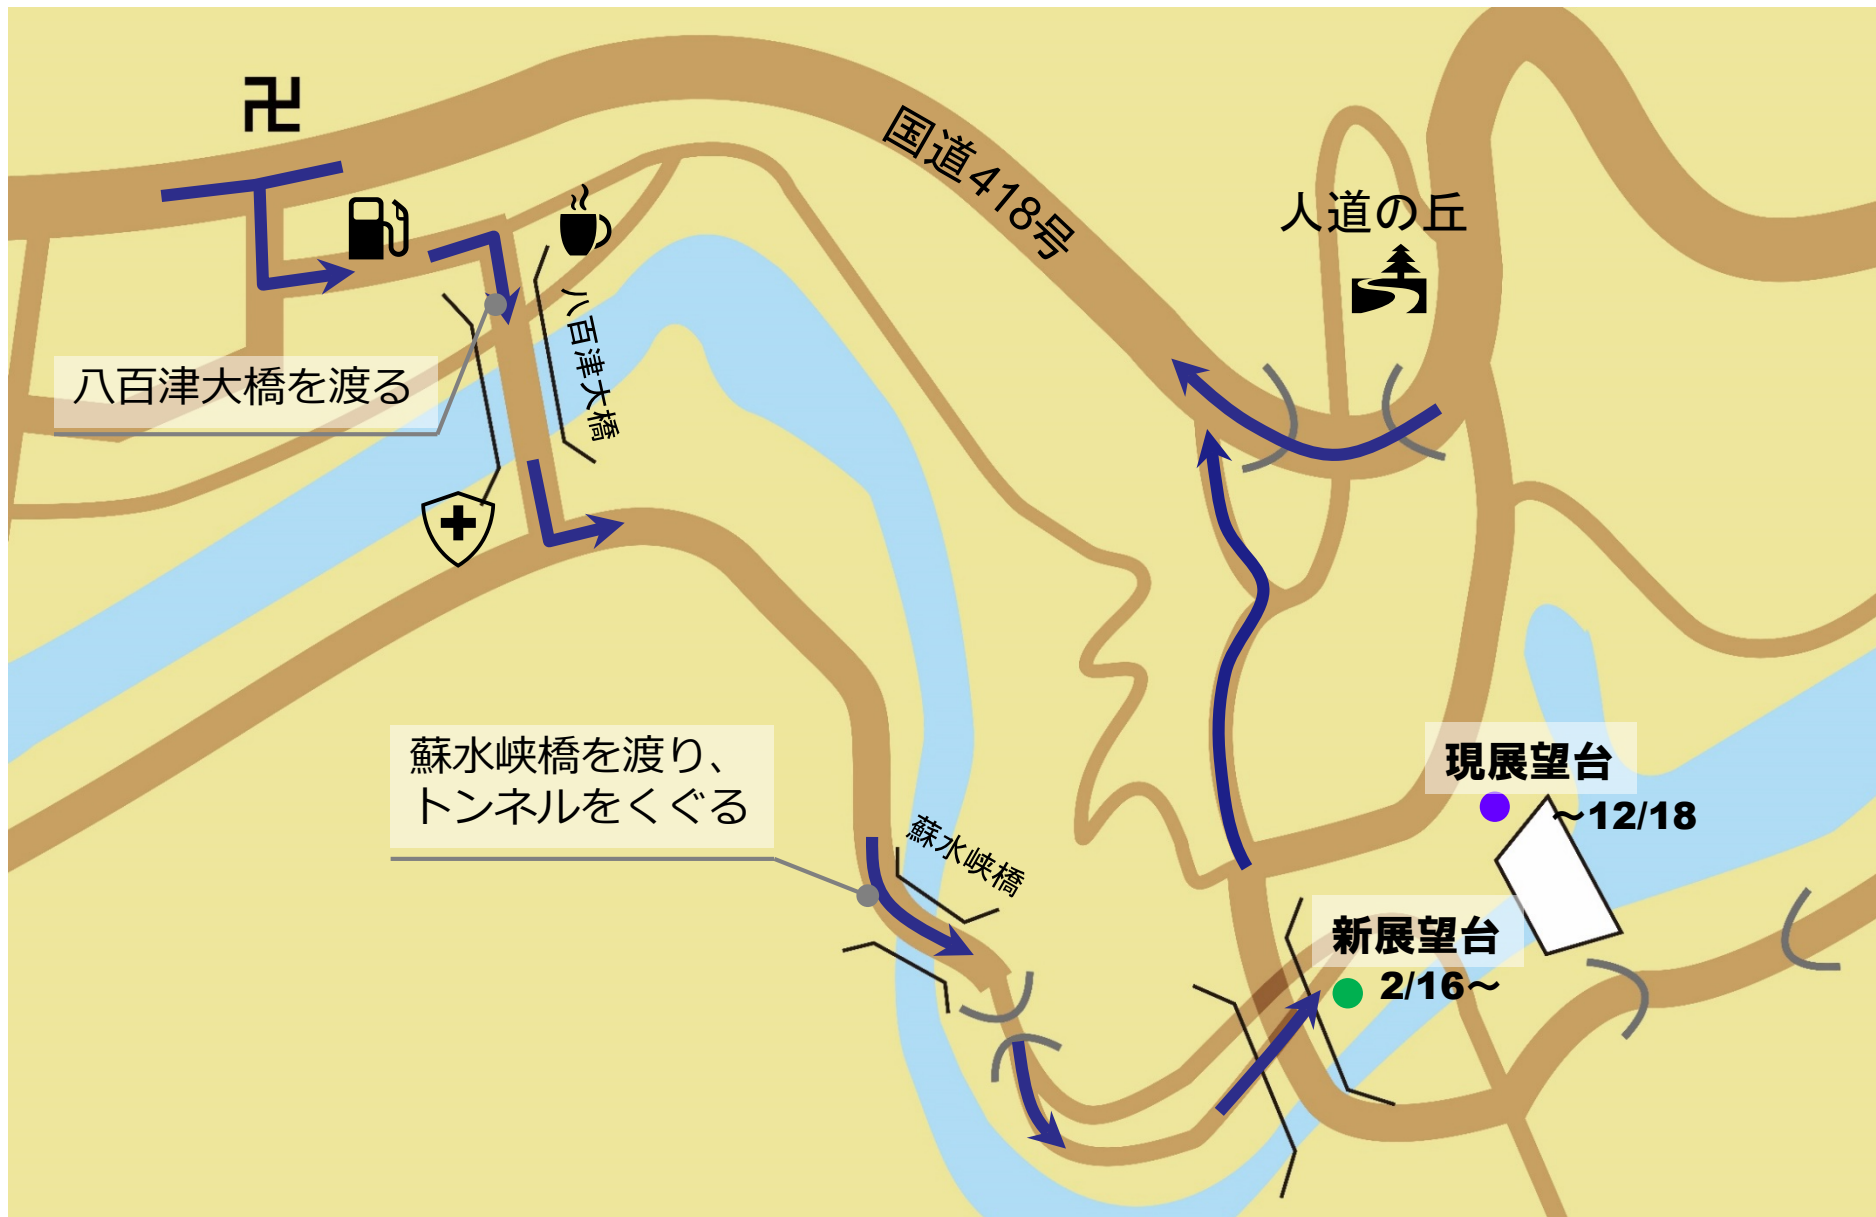 国道418号
人道の丘
八百津大橋
八百津大橋を渡る
蘇水峡橋を渡り、
トンネルをくぐる
蘇水峡橋
現展望台
～12/18
新展望台
2/16～